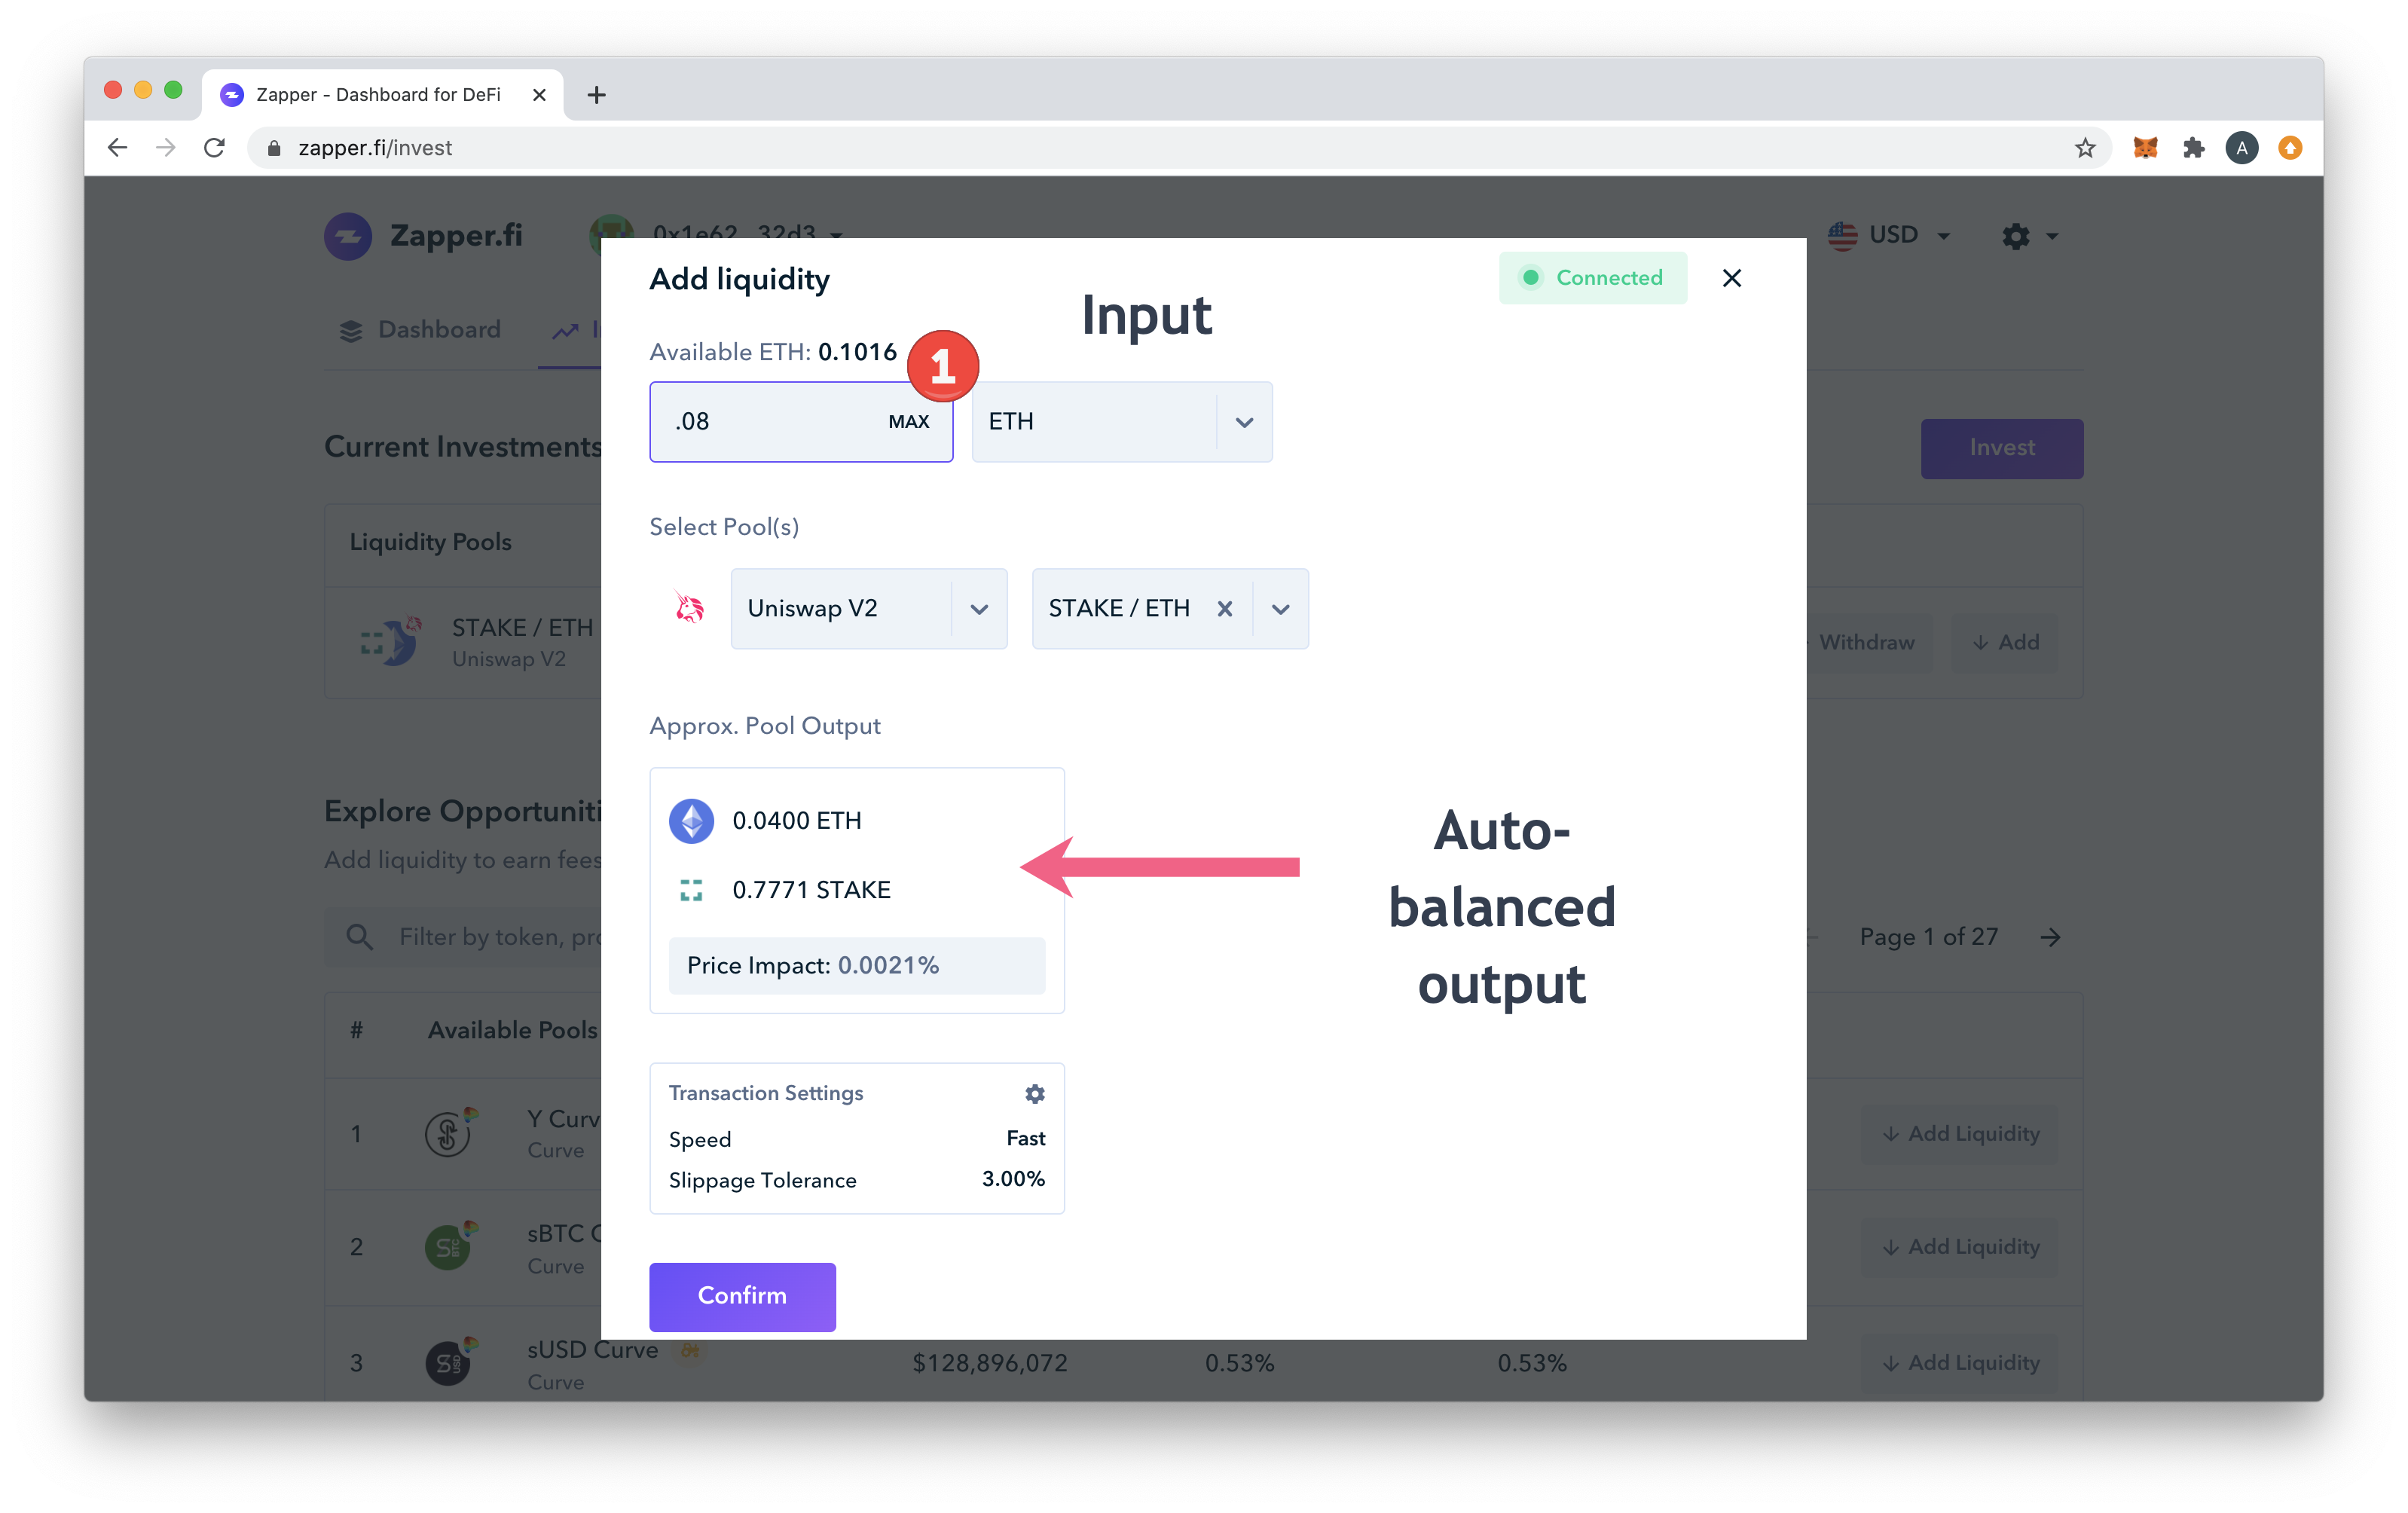 Zapper - Dashboard for DeFi
zapper.fi/invest
A
Zapper.fi
0x1e62...32d3
USD
Dashboard
Add liquidity
Connected
Input
Available ETH: 0.1016
1
.08 MAX
ETH
Current Investments
Invest
Select Pool(s)
Liquidity Pools
Uniswap V2
STAKE / ETH
STAKE / ETH
Uniswap V2
Withdraw
Add
Approx. Pool Output
0.0400 ETH
0.7771 STAKE
Price Impact: 0.0021%
Auto-
balanced
output
Explore Opportuniti
Add liquidity to earn fees
Filter by token, pro
Page 1 of 27
# Available Pools
Transaction Settings
Speed Fast
Slippage Tolerance 3.00%
1
Y Curv
Curve
Add Liquidity
2
sBTC C
Curve
Add Liquidity
Confirm
3
sUSD Curve
Curve
$128,896,072
0.53%
0.53%
Add Liquidity